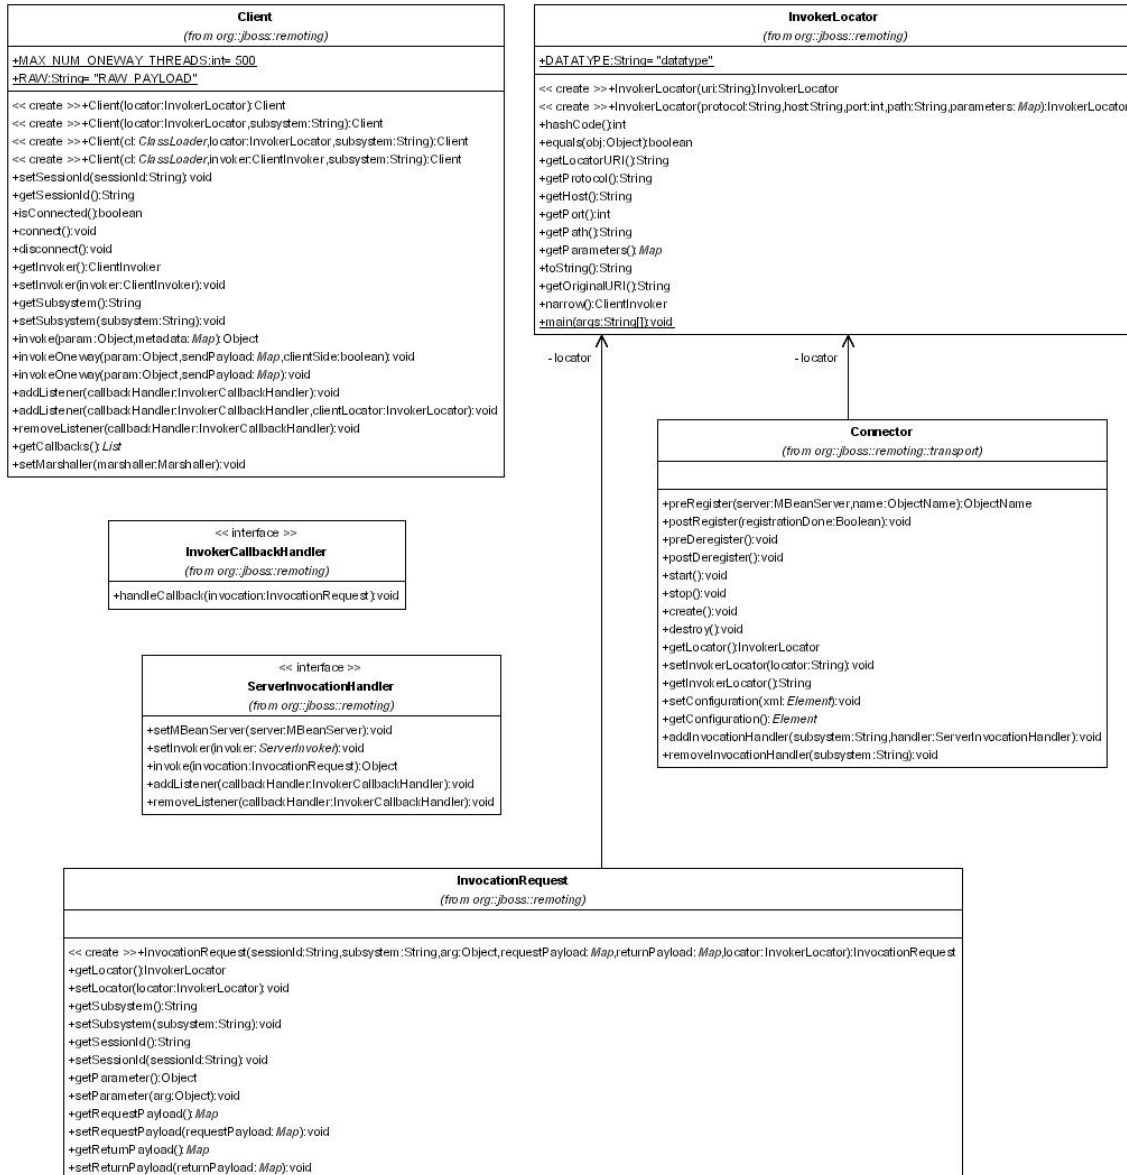 Client
(from org::jboss::remoting)
+MAX_NUM_ONEWAY_THREADS:int= 500
+RAW:String= "RAW_PAYLOAD"
<< create >>+Client(locator:InvokerLocator):Client
<< create >>+Client(locator:InvokerLocator,subsystem:String):Client
<< create >>+Client(cl: ClassLoader,locator:InvokerLocator,subsystem:String):Client
<< create >>+Client(cl: ClassLoader,invoker:ClientInvoker,subsystem:String):Client
+setSessionId(sessionId:String):void
+getSessionId():String
+isConnected():boolean
+connect():void
+disconnect():void
+getInvoker():ClientInvoker
+setInvoker(invoker:ClientInvoker):void
+getSubsystem():String
+setSubsystem(subsystem:String):void
+invoke(param:Object,metadata: Map):Object
+invokeOneway(param:Object,sendPayload: Map,clientSide:boolean):void
+invokeOneway(param:Object,sendPayload: Map):void
+addListener(callbackHandler:InvokerCallbackHandler):void
+addListener(callbackHandler:InvokerCallbackHandler,clientLocator:InvokerLocator):void
+removeListener(callbackHandler:InvokerCallbackHandler):void
+getCallbacks(): List
+setMarshaller(marshaller:Marshaller):void
InvokerLocator
(from org::jboss::remoting)
+DATATYPE:String= "datatype"
<< create >>+InvokerLocator(uri:String):InvokerLocator
<< create >>+InvokerLocator(protocol:String,host:String,port:int,path:String,parameters: Map):InvokerLocator
+hashCode():int
+equals(obj:Object):boolean
+getLocatorURI():String
+getProtocol():String
+getHost():String
+getPort():int
+getPath():String
+getParameters(): Map
+toString():String
+getOriginalURI():String
+narrow():ClientInvoker
+main(args:String[]):void
- locator
- locator
Connector
(from org::jboss::remoting::transport)
+preRegister(server:MBeanServer,name:ObjectName):ObjectName
+postRegister(registrationDone:Boolean):void
+preDeregister():void
+postDeregister():void
+start():void
+stop():void
+create():void
+destroy():void
+getLocator():InvokerLocator
+setInvokerLocator(locator:String):void
+getInvokerLocator():String
+setConfiguration(xml: Element):void
+getConfiguration(): Element
+addInvocationHandler(subsystem:String,handler:ServerInvocationHandler):void
+removeInvocationHandler(subsystem:String):void
<< interface >>
InvokerCallbackHandler
(from org::jboss::remoting)
+handleCallback(invocation:InvocationRequest):void
<< interface >>
ServerInvocationHandler
(from org::jboss::remoting)
+setMBeanServer(server:MBeanServer):void
+setInvoker(invoker: ServerInvoker):void
+invoke(invocation:InvocationRequest):Object
+addListener(callbackHandler:InvokerCallbackHandler):void
+removeListener(callbackHandler:InvokerCallbackHandler):void
InvocationRequest
(from org::jboss::remoting)
<< create >>+InvocationRequest(sessionId:String,subsystem:String,arg:Object,requestPayload: Map,returnPayload: Map,locator:InvokerLocator):InvocationRequest
+getLocator():InvokerLocator
+setLocator(locator:InvokerLocator):void
+getSubsystem():String
+setSubsystem(subsystem:String):void
+getSessionId():String
+setSessionId(sessionId:String):void
+getParameter():Object
+setParameter(arg:Object):void
+getRequestPayload(): Map
+setRequestPayload(requestPayload: Map):void
+getReturnPayload(): Map
+setReturnPayload(returnPayload: Map):void